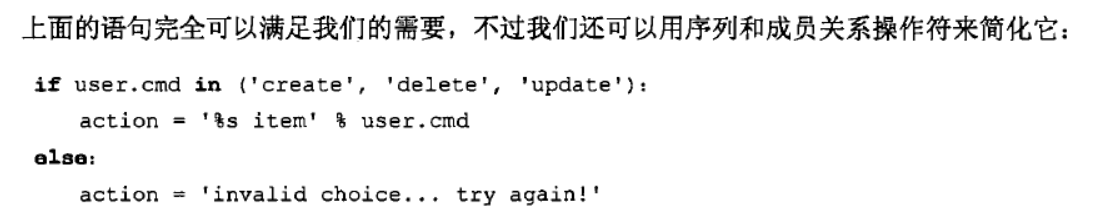 上面的语句完全可以满足我们的需要，不过我们还可以用序列和成员关系操作符来简化它：
if user.cmd in ('create', 'delete', 'update'):
    action = '%s item' % user.cmd
else:
    action = 'invalid choice... try again!'